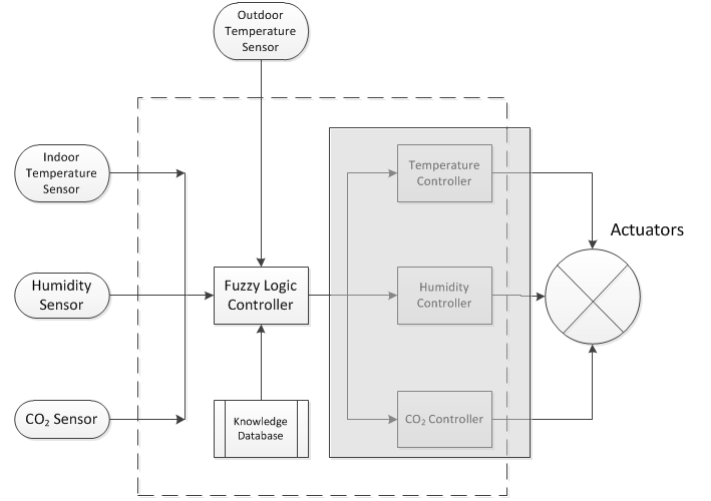 Outdoor
Temperature
Sensor
Indoor
Temperature
Sensor
Temperature
Controller
Actuators
Humidity
Sensor
Fuzzy Logic
Controller
Humidity
Controller
CO₂ Sensor
Knowledge
Database
CO₂ Controller